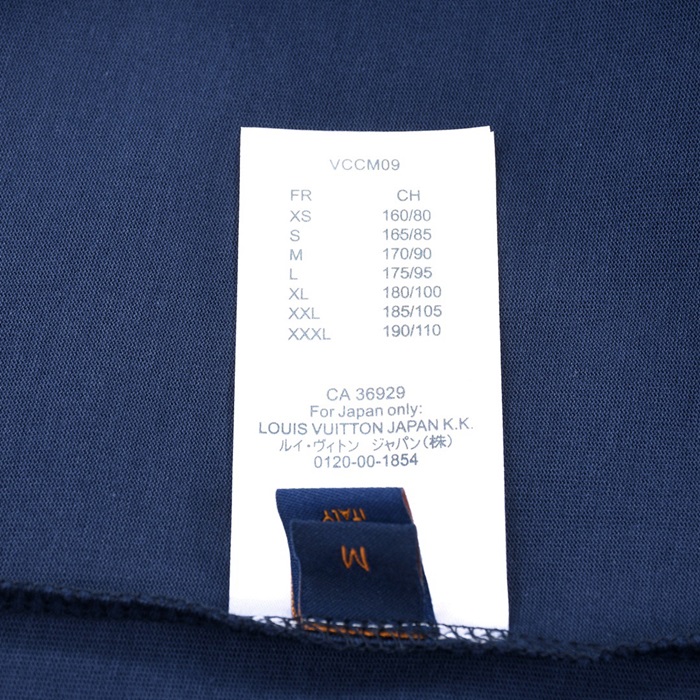 VCCM09
FR CH
XS 160/80
S 165/85
M 170/90
L 175/95
XL 180/100
XXL 185/105
XXXL 190/110
CA 36929
For Japan only:
LOUIS VUITTON JAPAN K.K.
ルイ・ヴィトン ジャパン(株)
0120-00-1854
ITALY
M